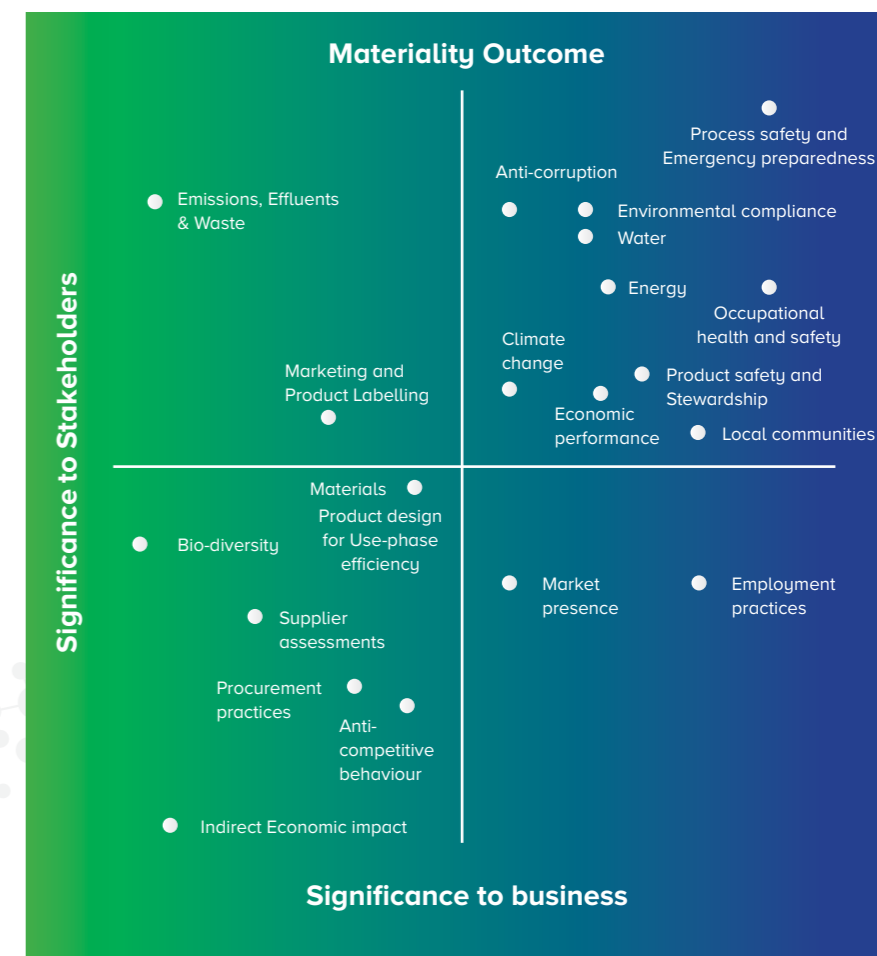 Materiality Outcome
Process safety and
Emergency preparedness
Anti-corruption
Emissions, Effluents
& Waste
Environmental compliance
Water
Energy
Occupational
health and safety
Climate
change
Marketing and
Product Labelling
Product safety and
Stewardship
Economic
performance
Local communities
Significance to Stakeholders
Materials
Product design
for Use-phase
efficiency
Bio-diversity
Market
presence
Employment
practices
Supplier
assessments
Procurement
practices
Anti-
competitive
behaviour
Indirect Economic impact
Significance to business